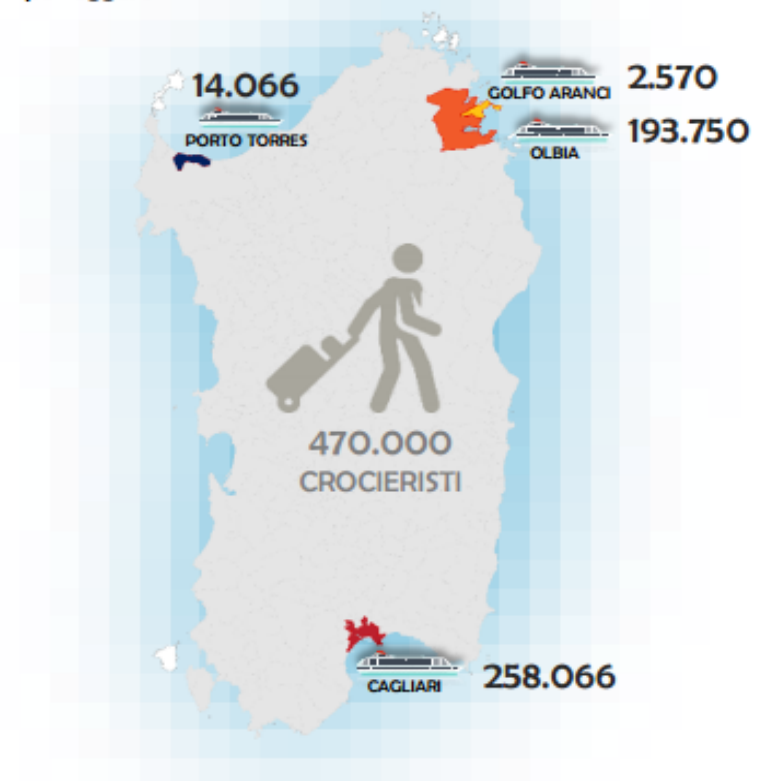 14.066
PORTO TORRES
GOLFO ARANCI 2.570
OLBIA 193.750
470.000
CROCIERISTI
CAGLIARI 258.066